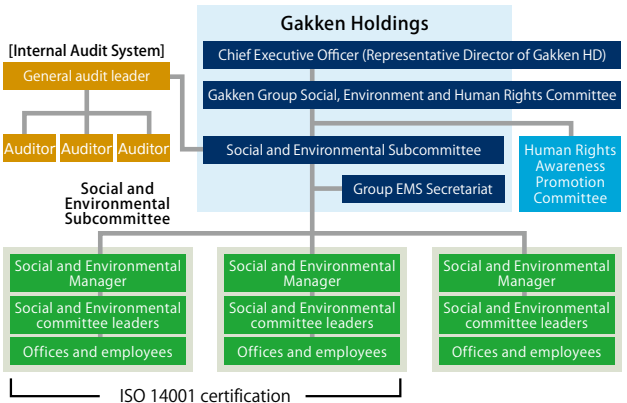 Gakken Holdings
Chief Executive Officer (Representative Director of Gakken HD)
Gakken Group Social, Environment and Human Rights Committee
[Internal Audit System]
General audit leader
Auditor Auditor Auditor
Social and Environmental Subcommittee
Human Rights
Awareness
Promotion
Committee
Group EMS Secretariat
Social and
Environmental
Subcommittee
Social and Environmental
Manager
Social and Environmental
committee leaders
Offices and employees
Social and Environmental
Manager
Social and Environmental
committee leaders
Offices and employees
Social and Environmental
Manager
Social and Environmental
committee leaders
Offices and employees
ISO 14001 certification